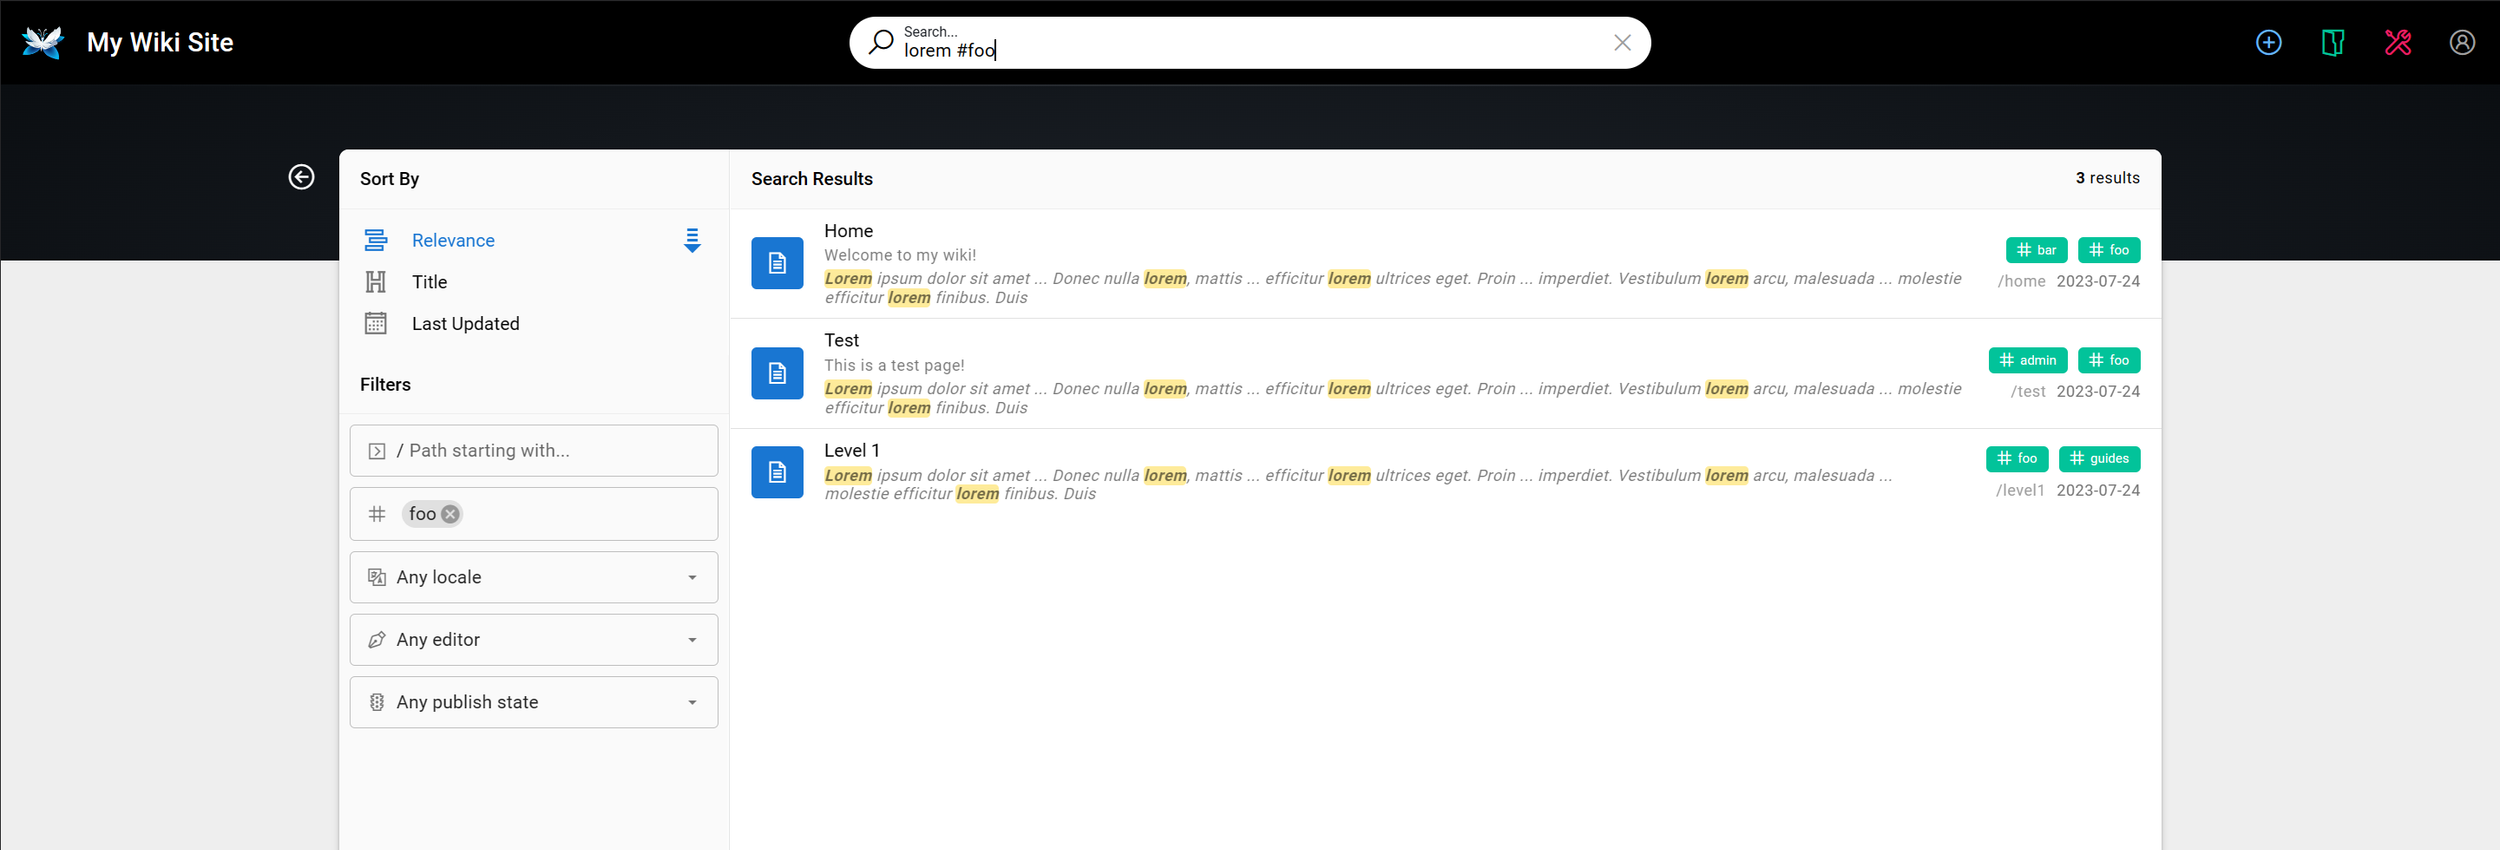 My Wiki Site
Search...
lorem #foo
Sort By
Relevance
Title
Last Updated
Filters
/ Path starting with...
foo
Any locale
Any editor
Any publish state
Search Results
3 results
Home
Welcome to my wiki!
Lorem ipsum dolor sit amet ... Donec nulla lorem, mattis ... efficitur lorem ultrices eget. Proin ... imperdiet. Vestibulum lorem arcu, malesuada ... molestie
efficitur lorem finibus. Duis
# bar # foo
/home 2023-07-24
Test
This is a test page!
Lorem ipsum dolor sit amet ... Donec nulla lorem, mattis ... efficitur lorem ultrices eget. Proin ... imperdiet. Vestibulum lorem arcu, malesuada ... molestie
efficitur lorem finibus. Duis
# admin # foo
/test 2023-07-24
Level 1
Lorem ipsum dolor sit amet ... Donec nulla lorem, mattis ... efficitur lorem ultrices eget. Proin ... imperdiet. Vestibulum lorem arcu, malesuada ...
molestie efficitur lorem finibus. Duis
# foo # guides
/level1 2023-07-24